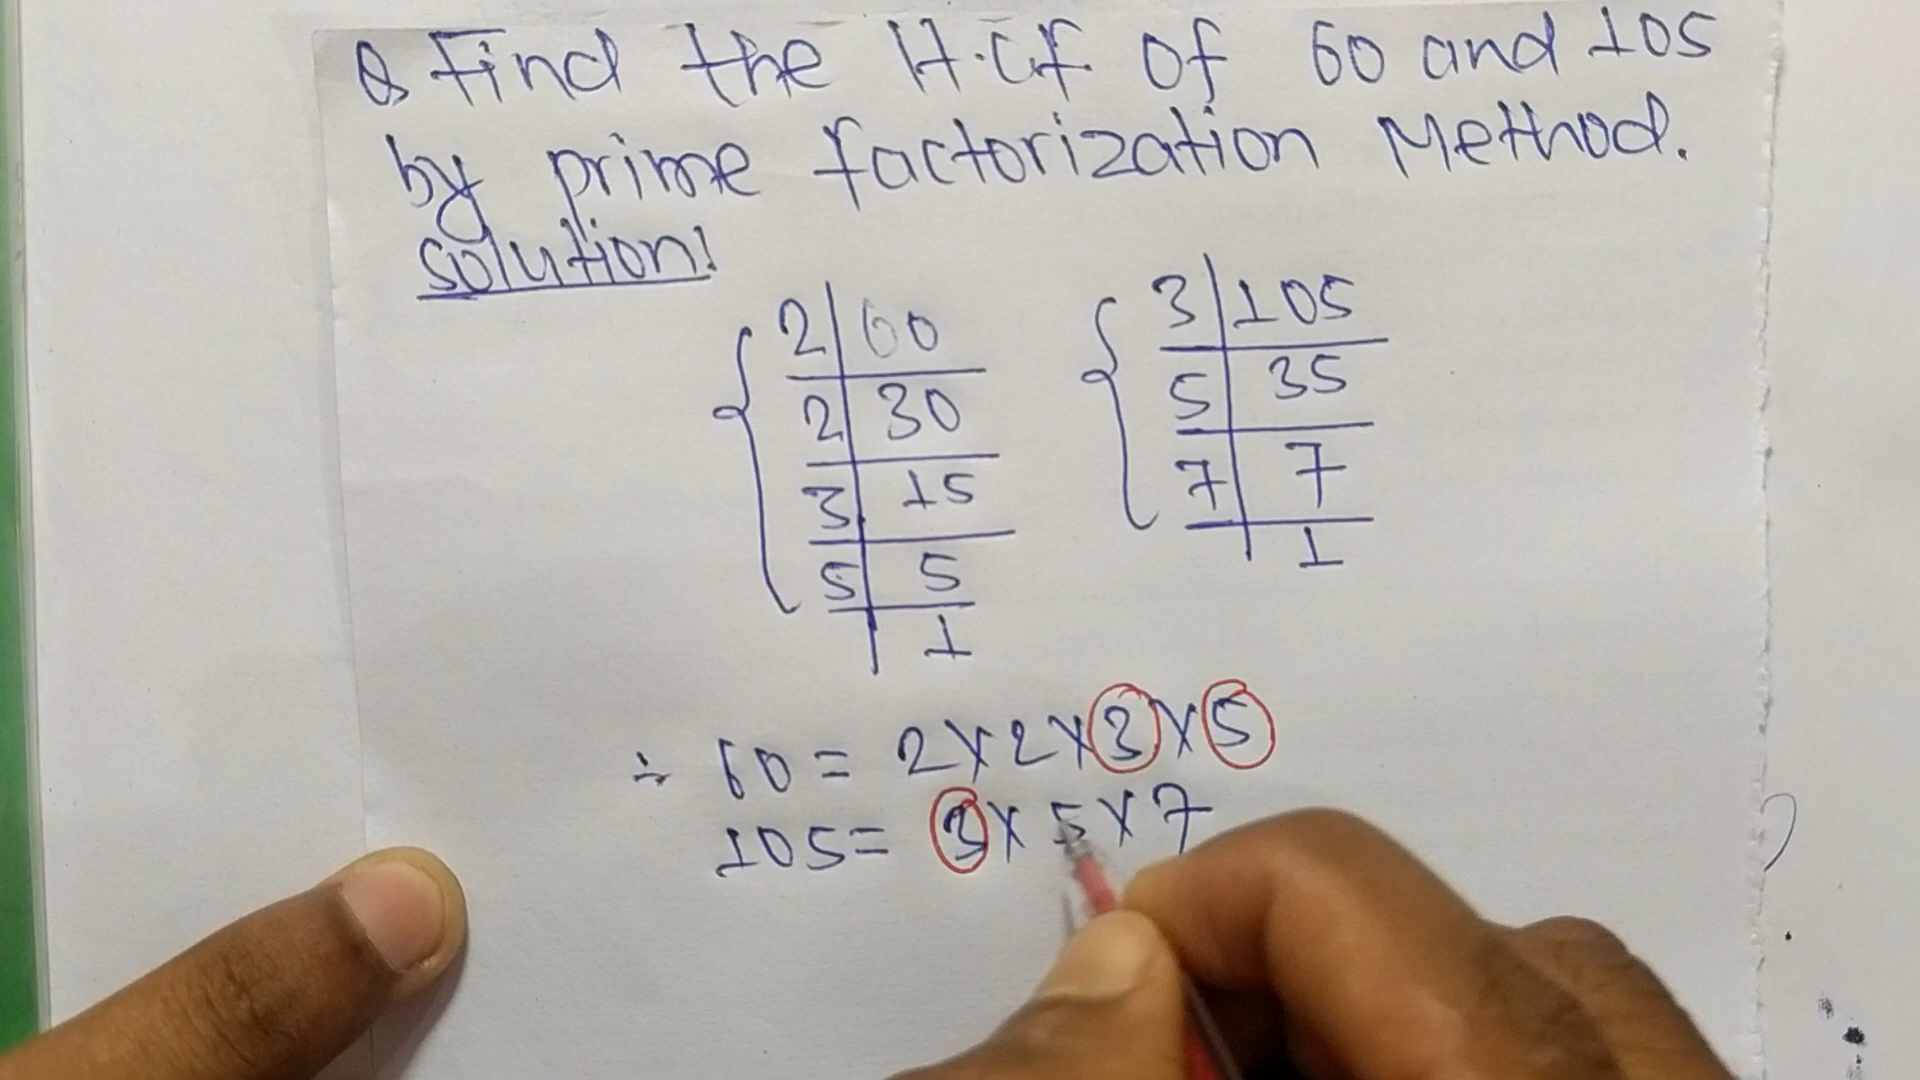 Q Find the H.C.F. of 60 and 105
by prime factorization Method.
solution:
2 60
2 30
3 15
5 5
1
3 105
5 35
7 7
1
∴ 60 = 2×2×3×5
105 = 3×5×7